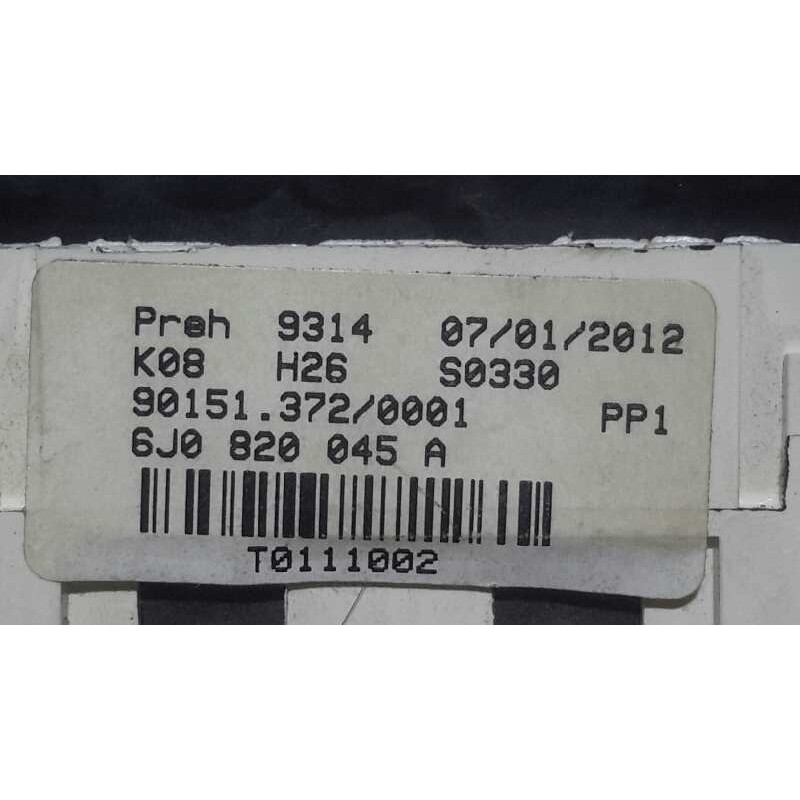 Preh 9314 07/01/2012
K08 H26 S0330
90151.372/0001 PP1
6J0 820 045 A
T0111002